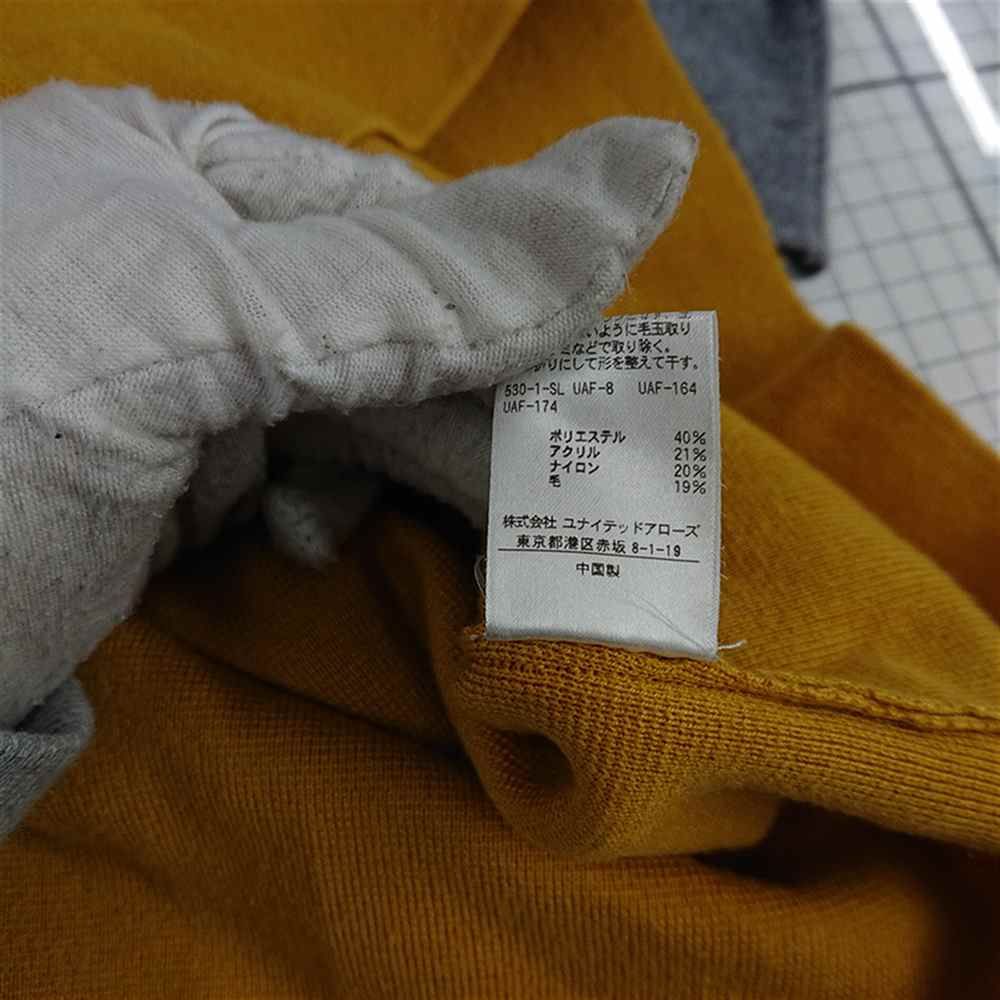 いように毛玉取り
などで取り除く。
折りにして形を整えて干す。
530-1-SL UAF-8 UAF-164
UAF-174
ポリエステル 40%
アクリル 21%
ナイロン 20%
毛 19%
株式会社 ユナイテッドアローズ
東京都港区赤坂 8-1-19
中国製